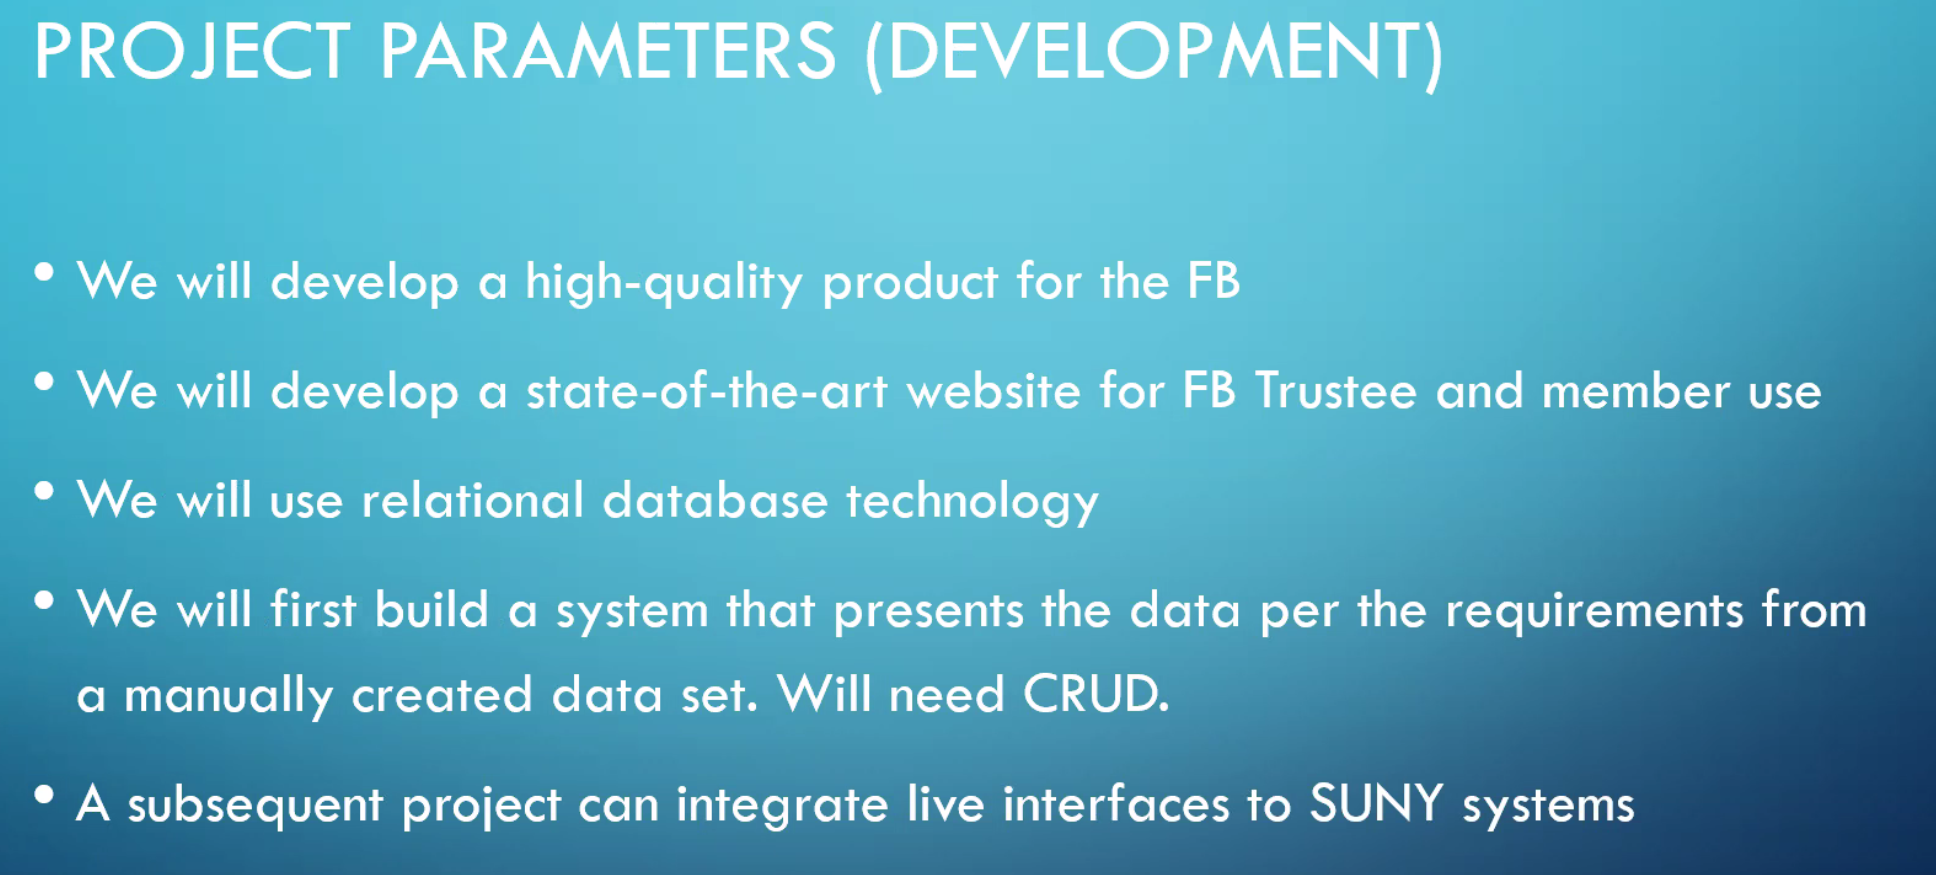 PROJECT PARAMETERS (DEVELOPMENT)
• We will develop a high-quality product for the FB
• We will develop a state-of-the-art website for FB Trustee and member use
• We will use relational database technology
• We will first build a system that presents the data per the requirements from
a manually created data set. Will need CRUD.
• A subsequent project can integrate live interfaces to SUNY systems